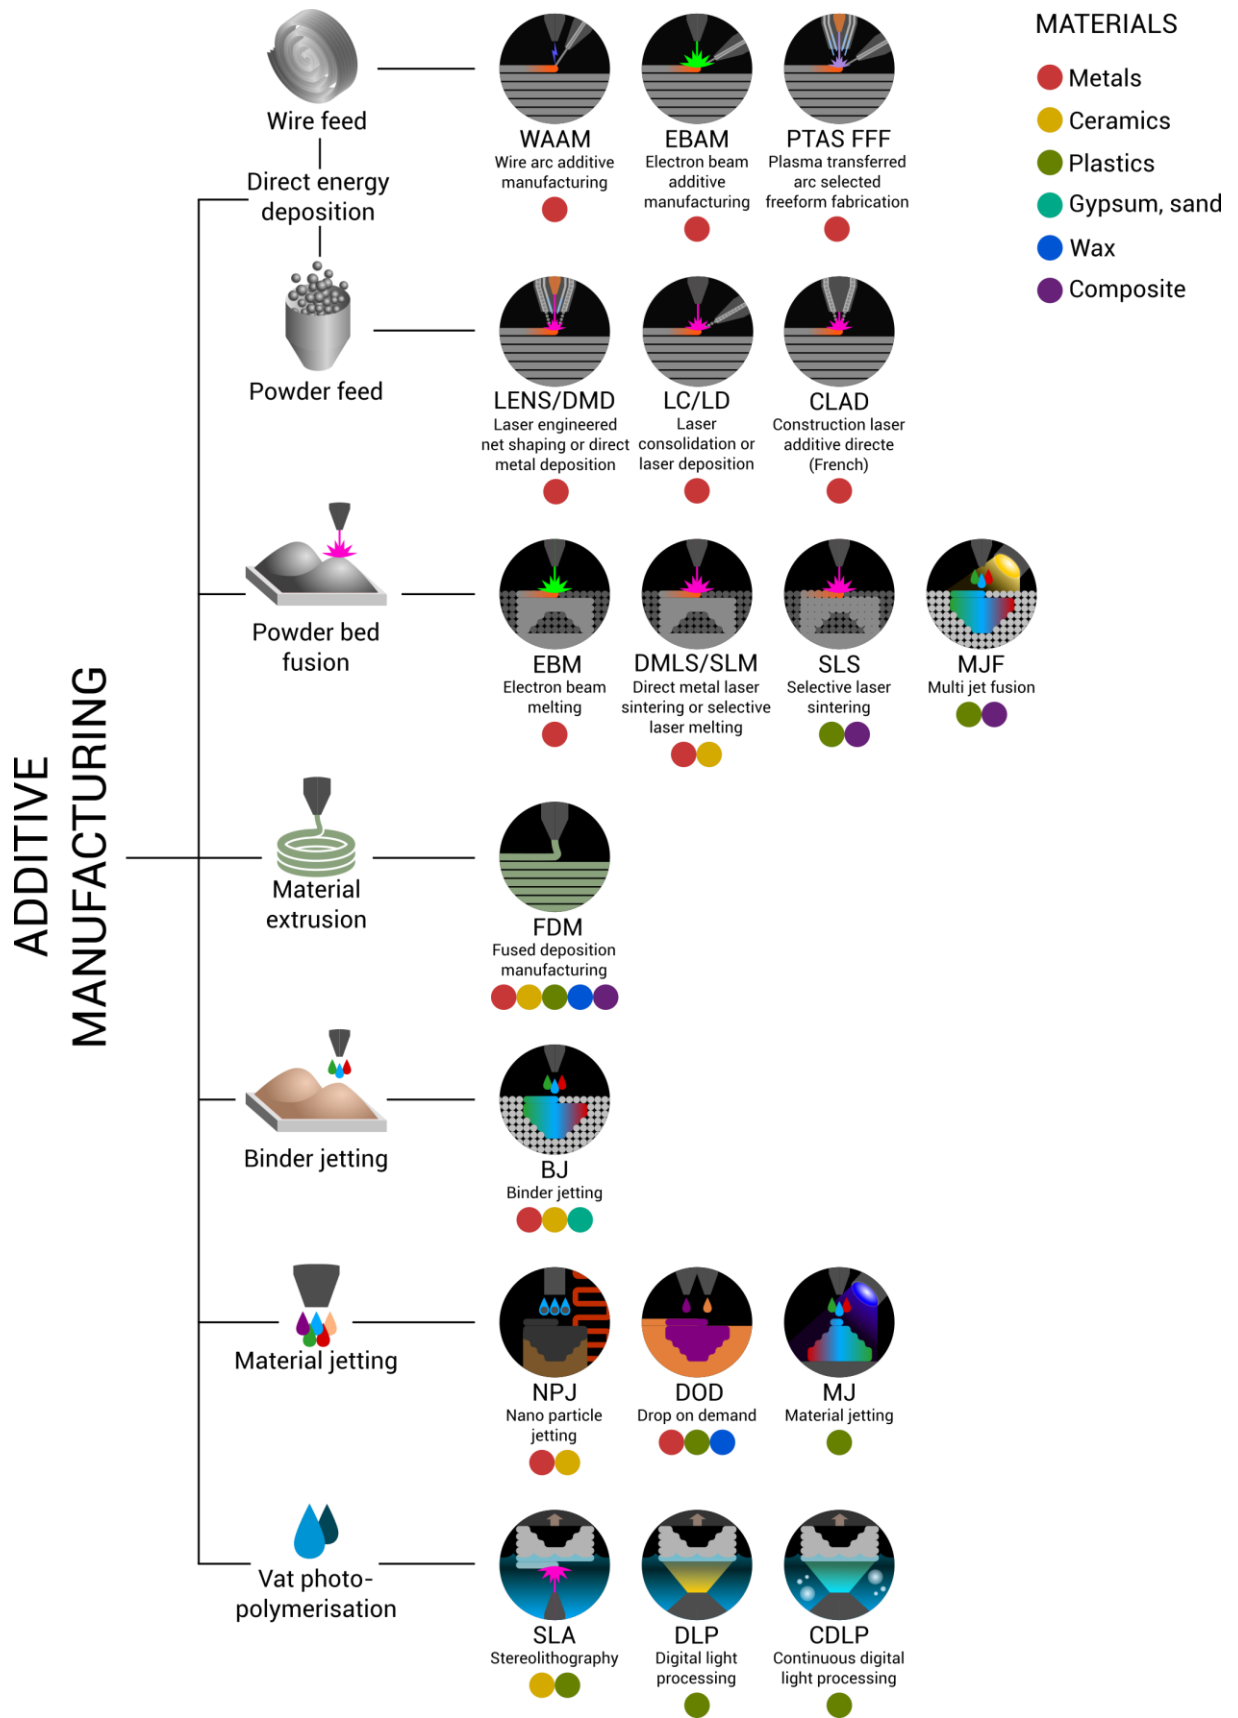 MATERIALS
Metals
Ceramics
Plastics
Gypsum, sand
Wax
Composite
ADDITIVE
MANUFACTURING
Wire feed
Direct energy
deposition
Powder feed
WAAM
Wire arc additive
manufacturing
EBAM
Electron beam
additive
manufacturing
PTAS FFF
Plasma transferred
arc selected
freeform fabrication
LENS/DMD
Laser engineered
net shaping or direct
metal deposition
LC/LD
Laser
consolidation or
laser deposition
CLAD
Construction laser
additive directe
(French)
Powder bed
fusion
EBM
Electron beam
melting
DMLS/SLM
Direct metal laser
sintering or selective
laser melting
SLS
Selective laser
sintering
MJF
Multi jet fusion
Material
extrusion
FDM
Fused deposition
manufacturing
Binder jetting
BJ
Binder jetting
Material jetting
NPJ
Nano particle
jetting
DOD
Drop on demand
MJ
Material jetting
Vat photo-
polymerisation
SLA
Stereolithography
DLP
Digital light
processing
CDLP
Continuous digital
light processing